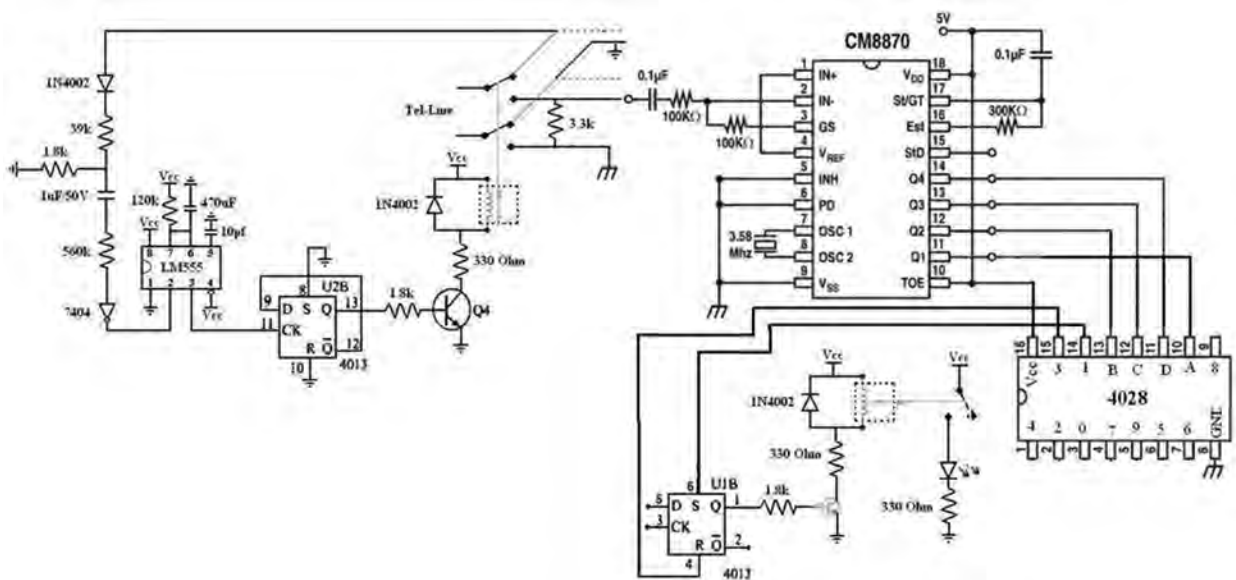 5V
CM8870
0.1µF
1N4002
39k
1.8k
1uF/50V
560k
7404
Vcc
120k
470uF
10pf
Vcc
Vcc
8 7 6 5
LM555
1 2 3 4
Tel-Line
3.3k
0.1µF
100KΩ
100KΩ
Vcc
1N4002
330 Ohm
1.8k
Q4
U2B
8
9 D S Q 13
11 CK
R Q 12
10
4013
1 IN+
2 IN-
3 GS
4 VREF
5 INH
6 PD
7 OSC 1
8 OSC 2
9 VSS
3.58
Mhz
VDD 18
St/GT 17
Est 16
StD 15
Q4 14
Q3 13
Q2 12
Q1 11
TOE 10
0.1µF
300KΩ
16 15 14 13 12 11 10 9
Vcc 3 1 B C D A 8
4028
4 2 0 7 9 5 6 GND
1 2 3 4 5 6 7 8
Vcc
1N4002
330 Ohm
Vcc
330 Ohm
1.8k
U1B
6
5 D S Q 1
3 CK
R Q 2
4
4013